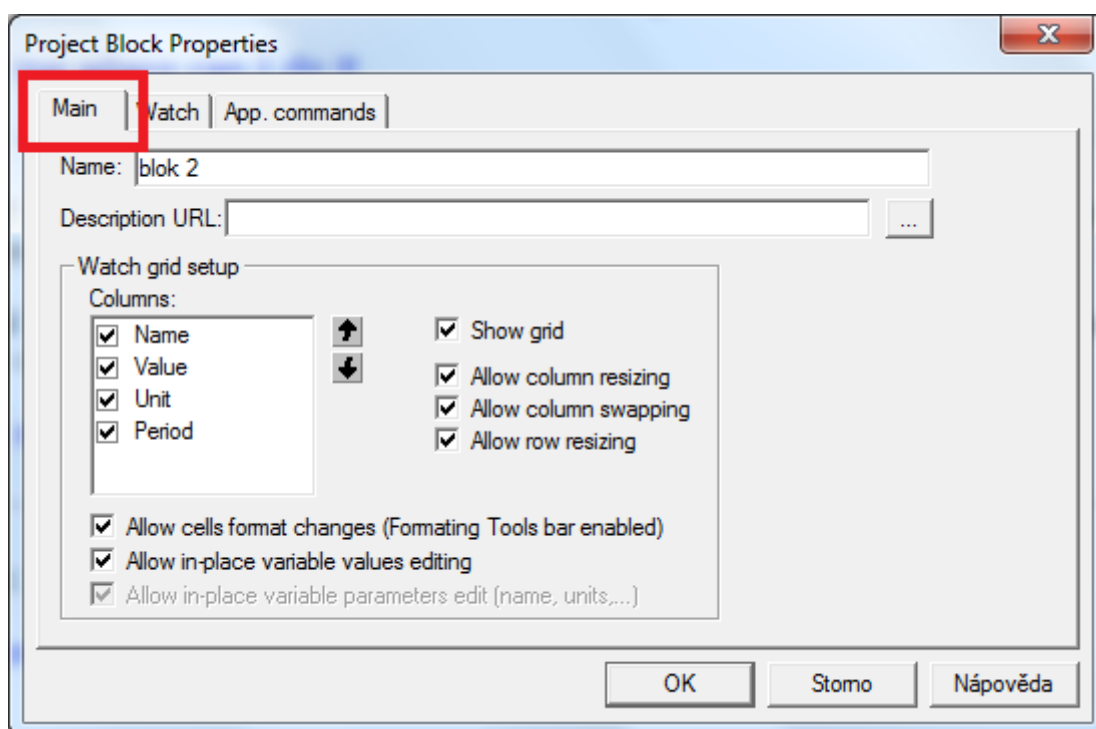 Project Block Properties
Main Watch App. commands
Name: blok 2
Description URL: ...
Watch grid setup
Columns:
Name
Value
Unit
Period
Show grid
Allow column resizing
Allow column swapping
Allow row resizing
Allow cells format changes (Formating Tools bar enabled)
Allow in-place variable values editing
Allow in-place variable parameters edit (name, units,...)
OK Storno Nápověda